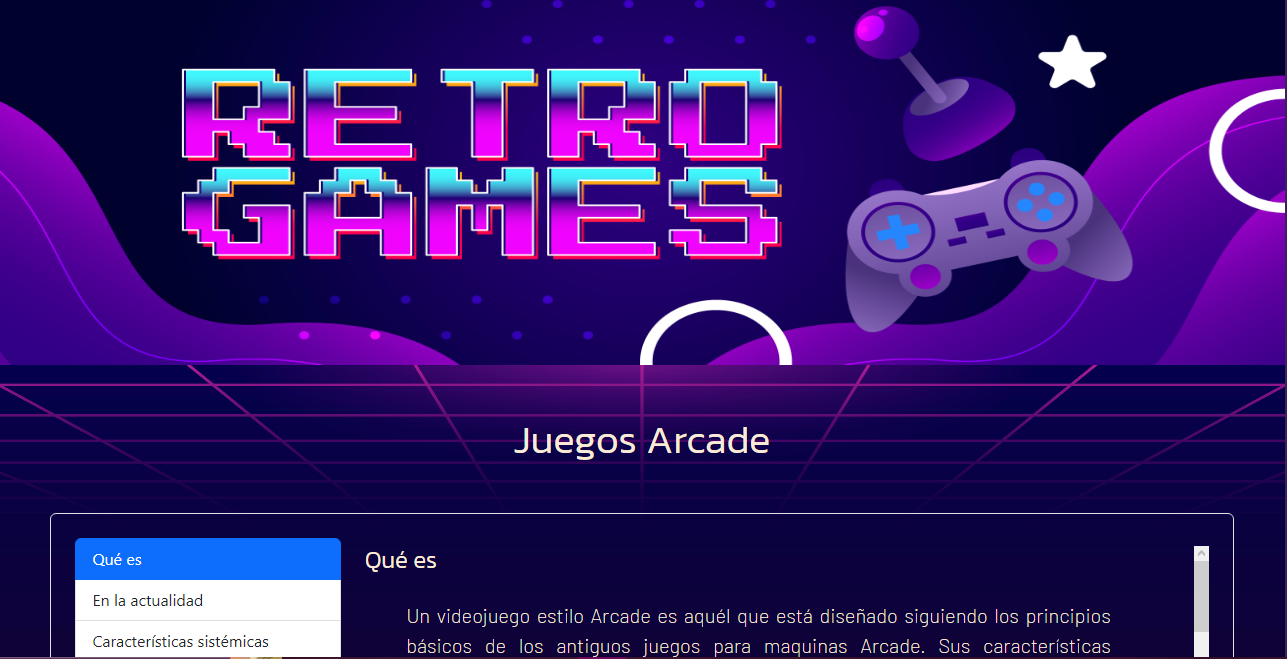 RETRO
GAMES
Juegos Arcade
Qué es
En la actualidad
Características sistémicas
Qué es
Un videojuego estilo Arcade es aquél que está diseñado siguiendo los principios
básicos de los antiguos juegos para maquinas Arcade. Sus características